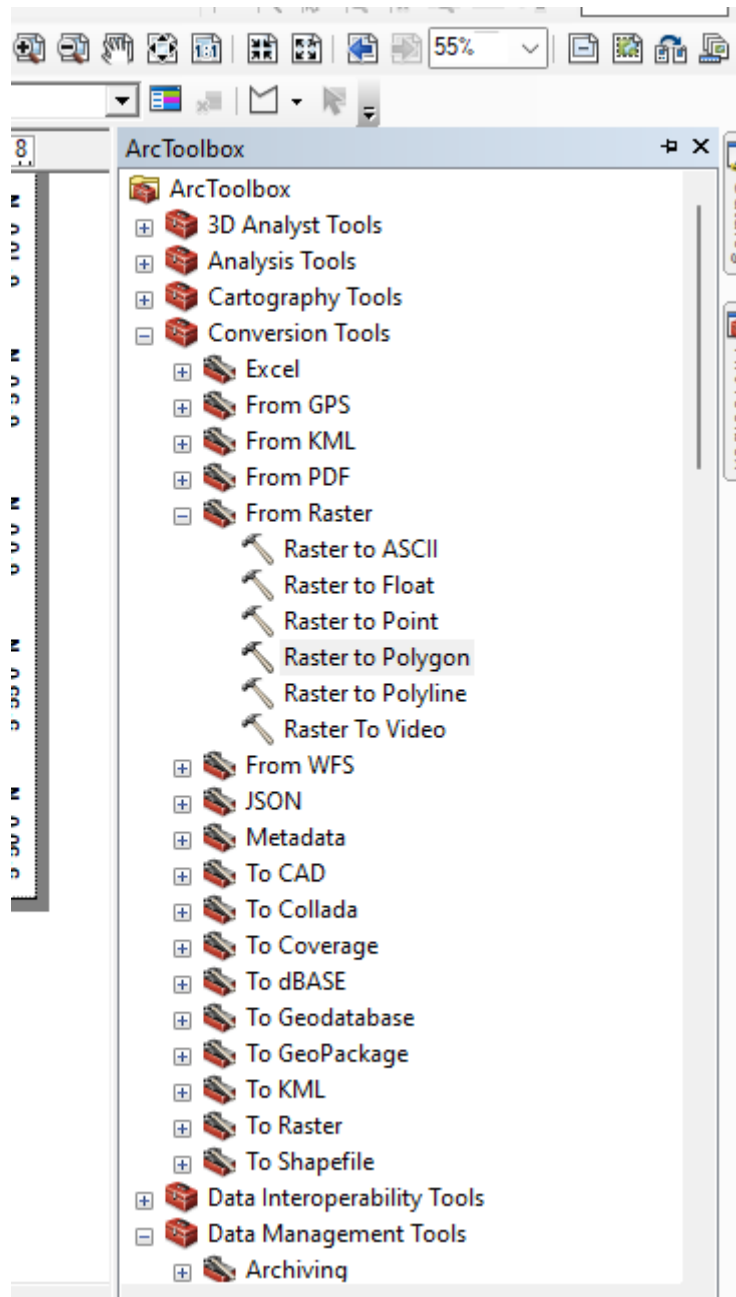 1:1
55%
8
ArcToolbox
ArcToolbox
3D Analyst Tools
Analysis Tools
Cartography Tools
Conversion Tools
Excel
From GPS
From KML
From PDF
From Raster
Raster to ASCII
Raster to Float
Raster to Point
Raster to Polygon
Raster to Polyline
Raster To Video
From WFS
JSON
Metadata
To CAD
To Collada
To Coverage
To dBASE
To Geodatabase
To GeoPackage
To KML
To Raster
To Shapefile
Data Interoperability Tools
Data Management Tools
Archiving